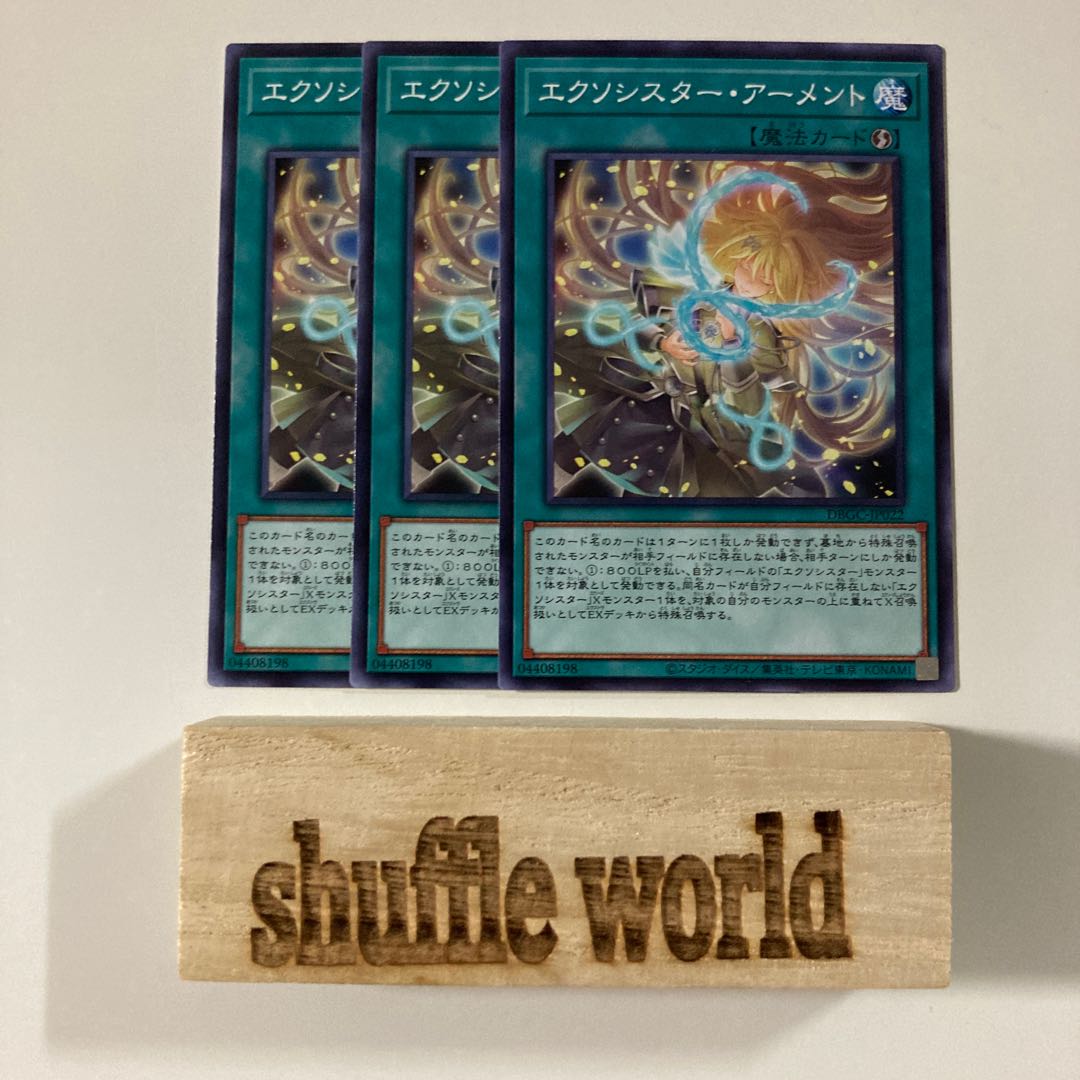 エクソシ
エクソシ
エクソシスター・アーメント 魔
【魔法カード】
DBGC-JP022
このカード名のカー
されたモンスターが
できない。①:800L
1体を対象として発動
ソシスター」Xモンスタ
扱いとしてEXデッキ
04408198
このカード名のカード
されたモンスターが相手
できない。①:800LP
1体を対象として発動
ソシスター」Xモンスター
扱いとしてEXデッキか
04408198
このカード名のカードは1ターンに1枚しか発動できず、墓地から特殊召喚
されたモンスターが相手フィールドに存在しない場合、相手ターンにしか発動
できない。①:800LPを払い、自分フィールドの「エクソシスター」モンスター
1体を対象として発動できる。同名カードが自分フィールドに存在しない「エク
ソシスター」Xモンスター1体を、対象の自分のモンスターの上に重ねてX召喚
扱いとしてEXデッキから特殊召喚する。
04408198 ©スタジオ・ダイス/集英社・テレビ東京・KONAMI
shuffle world